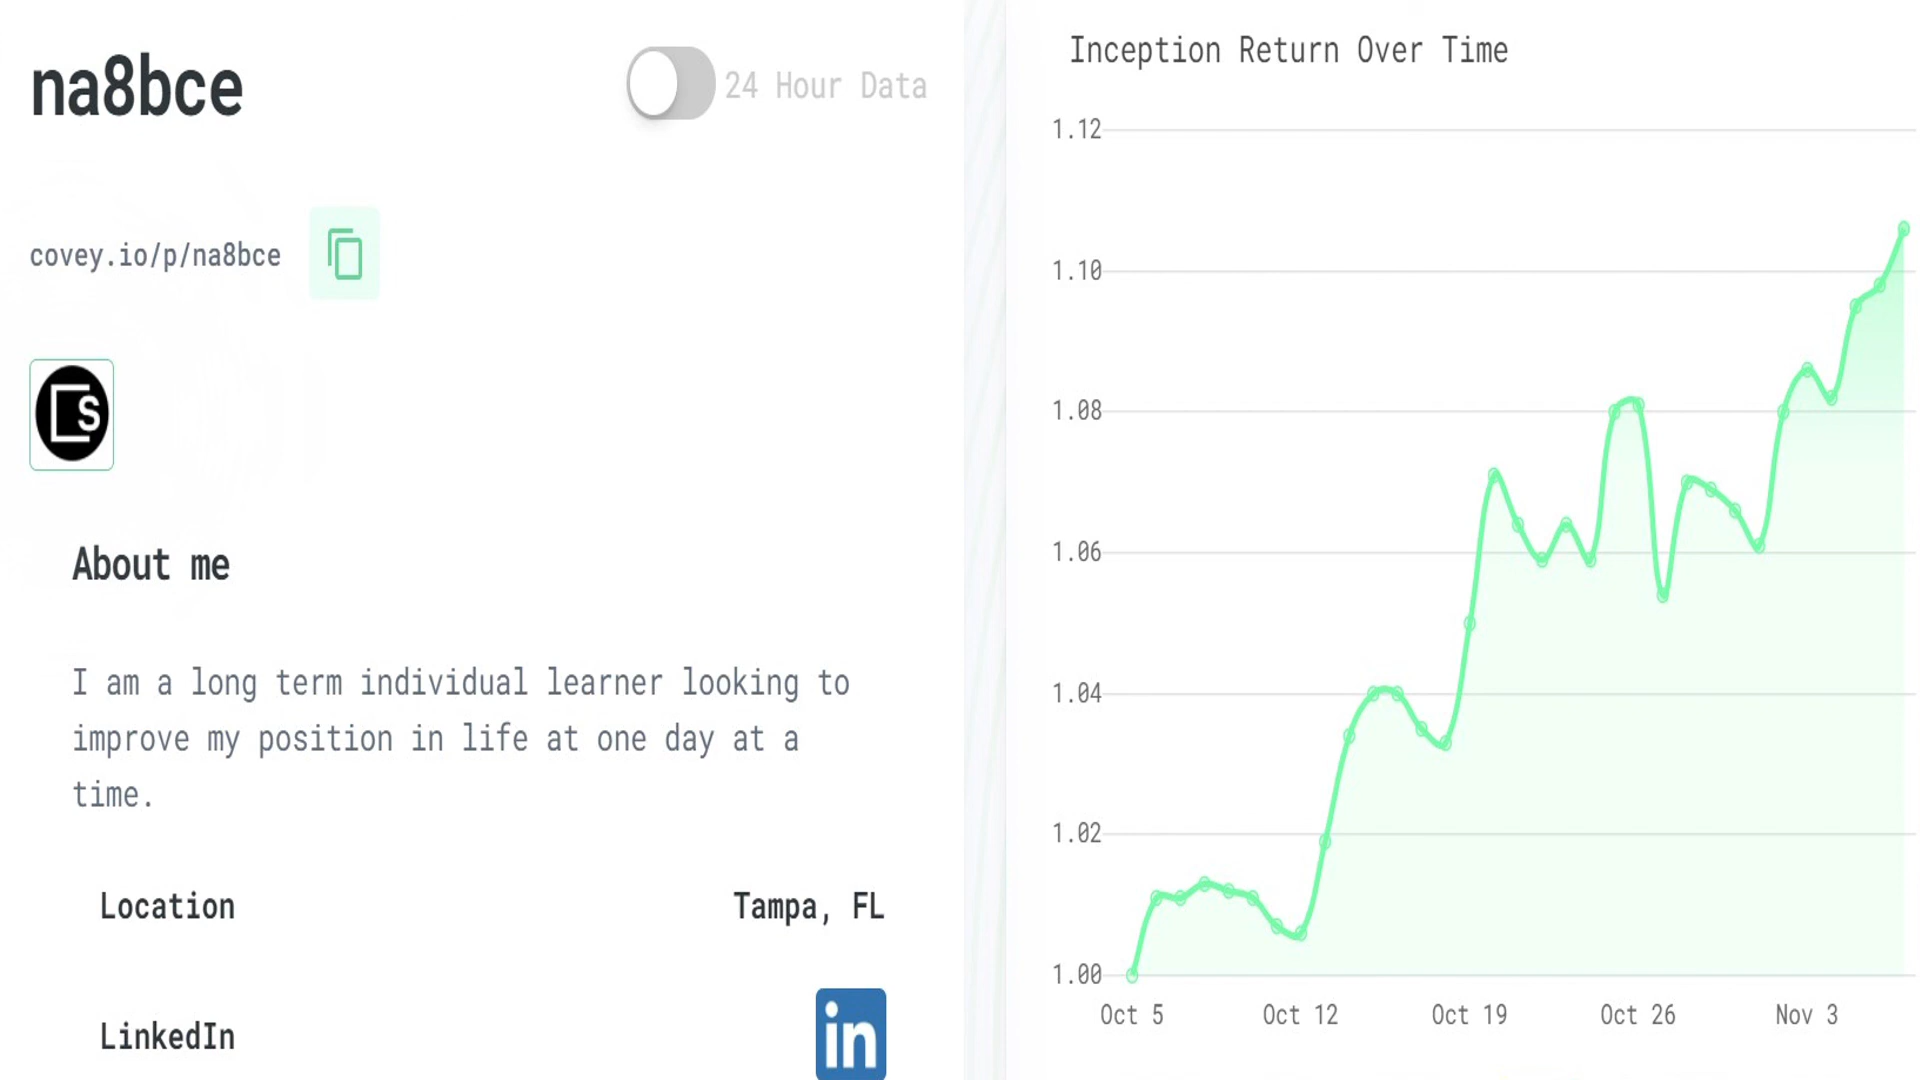 na8bce
24 Hour Data
covey.io/p/na8bce
LS
About me
I am a long term individual learner looking to
improve my position in life at one day at a
time.
Location
Tampa, FL
LinkedIn
in
Inception Return Over Time
1.12
1.10
1.08
1.06
1.04
1.02
1.00
Oct 5
Oct 12
Oct 19
Oct 26
Nov 3